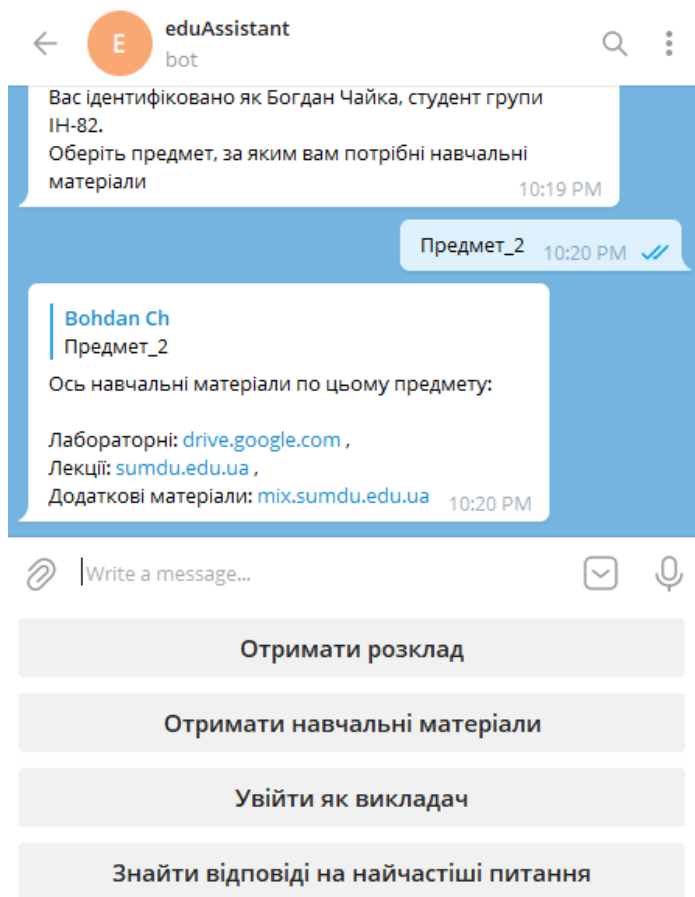 E
eduAssistant
bot
Вас ідентифіковано як Богдан Чайка, студент групи
ІН-82.
Оберіть предмет, за яким вам потрібні навчальні
матеріали
10:19 PM
Предмет_2
10:20 PM
Bohdan Ch
Предмет_2
Ось навчальні матеріали по цьому предмету:
Лабораторні: drive.google.com ,
Лекції: sumdu.edu.ua ,
Додаткові матеріали: mix.sumdu.edu.ua
10:20 PM
Write a message...
Отримати розклад
Отримати навчальні матеріали
Увійти як викладач
Знайти відповіді на найчастіші питання